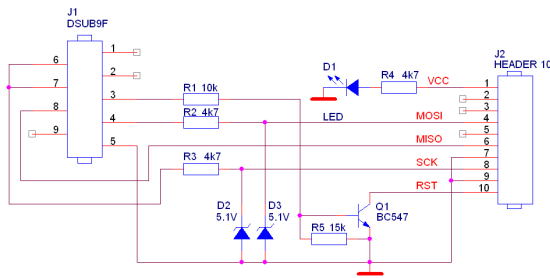 J1
DSUB9F
6
7
8
9
1
2
3
4
5
R1 10k
R2 4k7
R3 4k7
D2
5.1V
D3
5.1V
D1
LED
R4 4k7
VCC
MOSI
MISO
SCK
RST
Q1
BC547
R5 15k
J2
HEADER 10
1
2
3
4
5
6
7
8
9
10